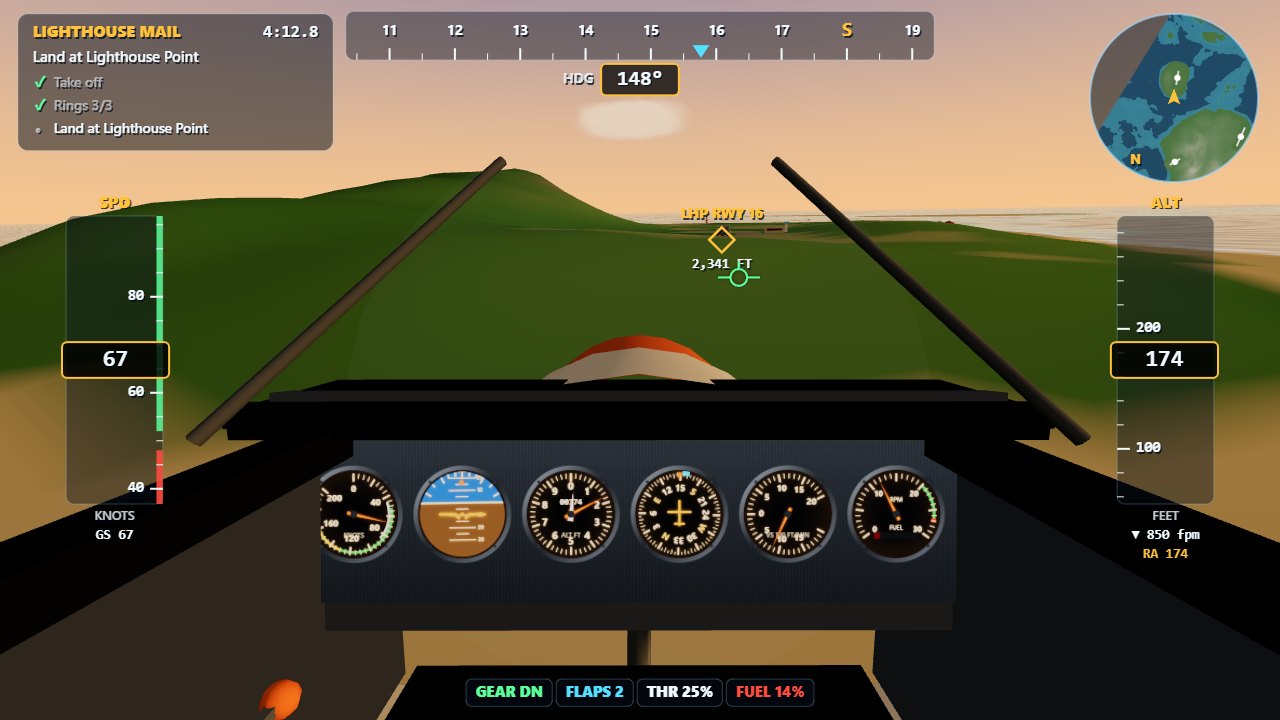 LIGHTHOUSE MAIL 4:12.8
Land at Lighthouse Point
✓ Take off
✓ Rings 3/3
Land at Lighthouse Point
11 12 13 14 15 16 17 S 19
HDG 148°
N
SPD
80
67
60
40
KNOTS
GS 67
LHP RWY 16
2,341 FT
ALT
200
174
100
FEET
▼ 850 fpm
RA 174
GEAR DN
FLAPS 2
THR 25%
FUEL 14%